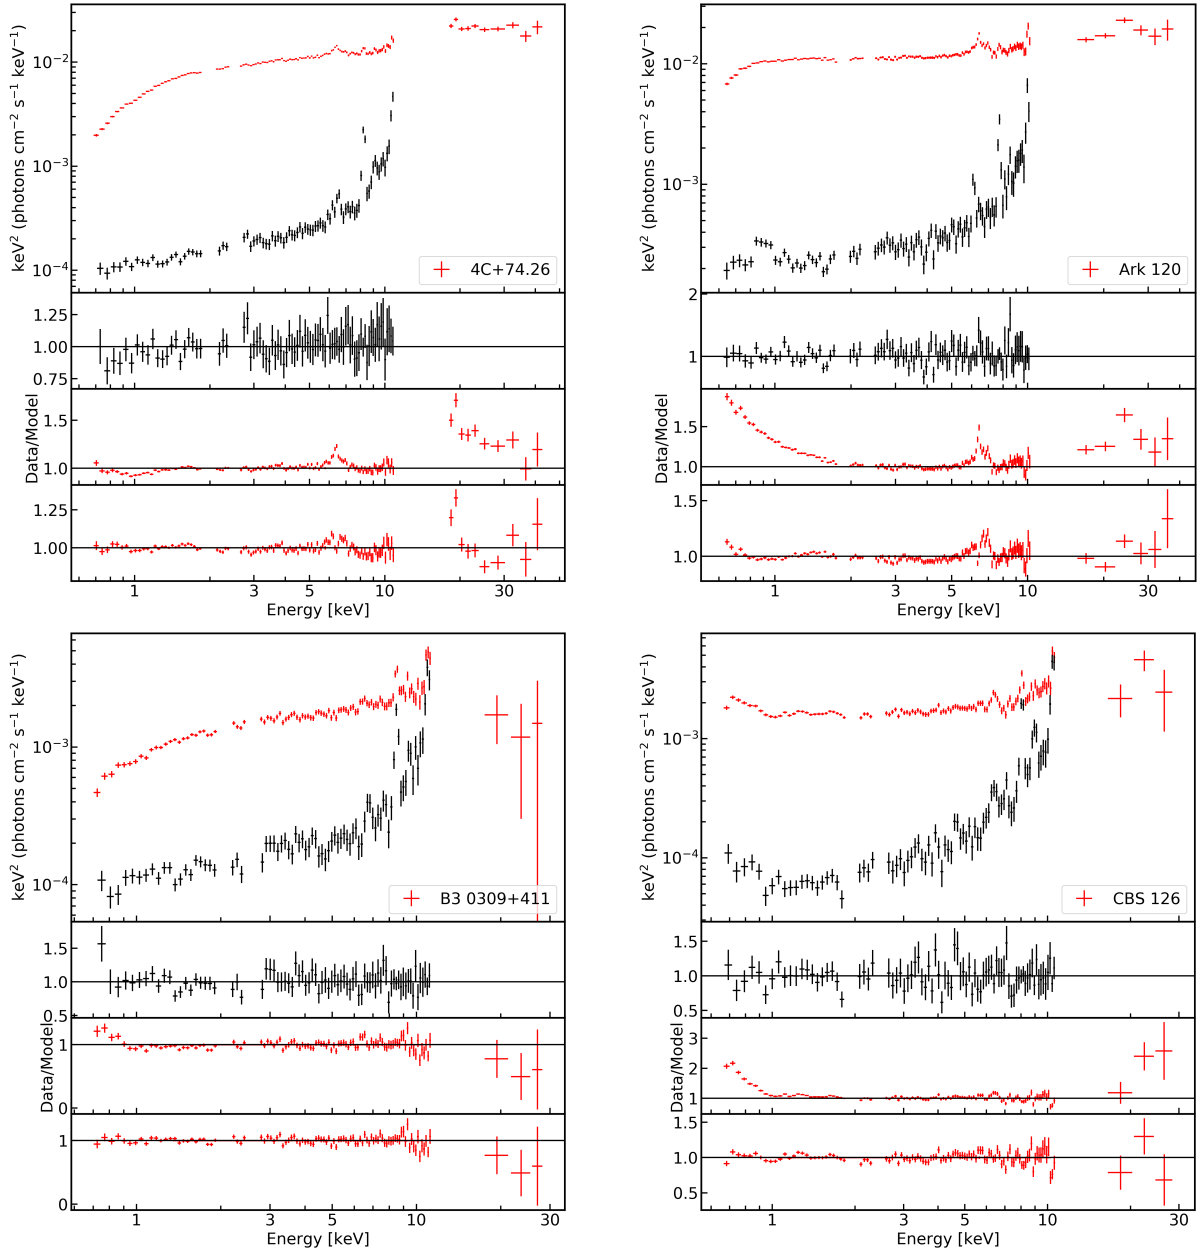 keV² (photons cm⁻² s⁻¹ keV⁻¹)
10⁻²
10⁻³
10⁻⁴
4C+74.26
1.25
1.00
0.75
Data/Model
1.5
1.0
1.25
1.00
1 3 5 10 30
Energy [keV]
keV² (photons cm⁻² s⁻¹ keV⁻¹)
10⁻²
10⁻³
Ark 120
2
1
Data/Model
1.5
1.0
1.5
1.0
1 3 5 10 30
Energy [keV]
keV² (photons cm⁻² s⁻¹ keV⁻¹)
10⁻³
10⁻⁴
B3 0309+411
1.5
1.0
0.5
Data/Model
1
0
1
0
1 3 5 10 30
Energy [keV]
keV² (photons cm⁻² s⁻¹ keV⁻¹)
10⁻³
10⁻⁴
CBS 126
1.5
1.0
0.5
Data/Model
3
2
1
1.5
1.0
0.5
1 3 5 10 30
Energy [keV]